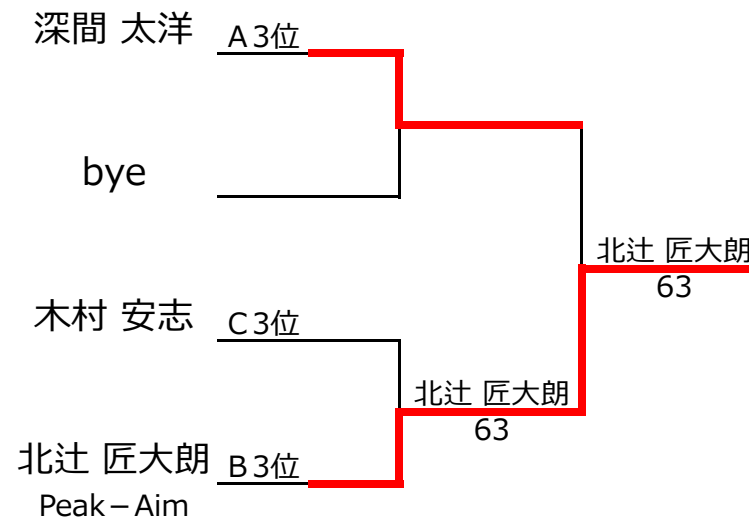 深間 太洋
A3位
bye
北辻 匠大朗
63
木村 安志
C3位
北辻 匠大朗
63
北辻 匠大朗
B3位
Peak－Aim